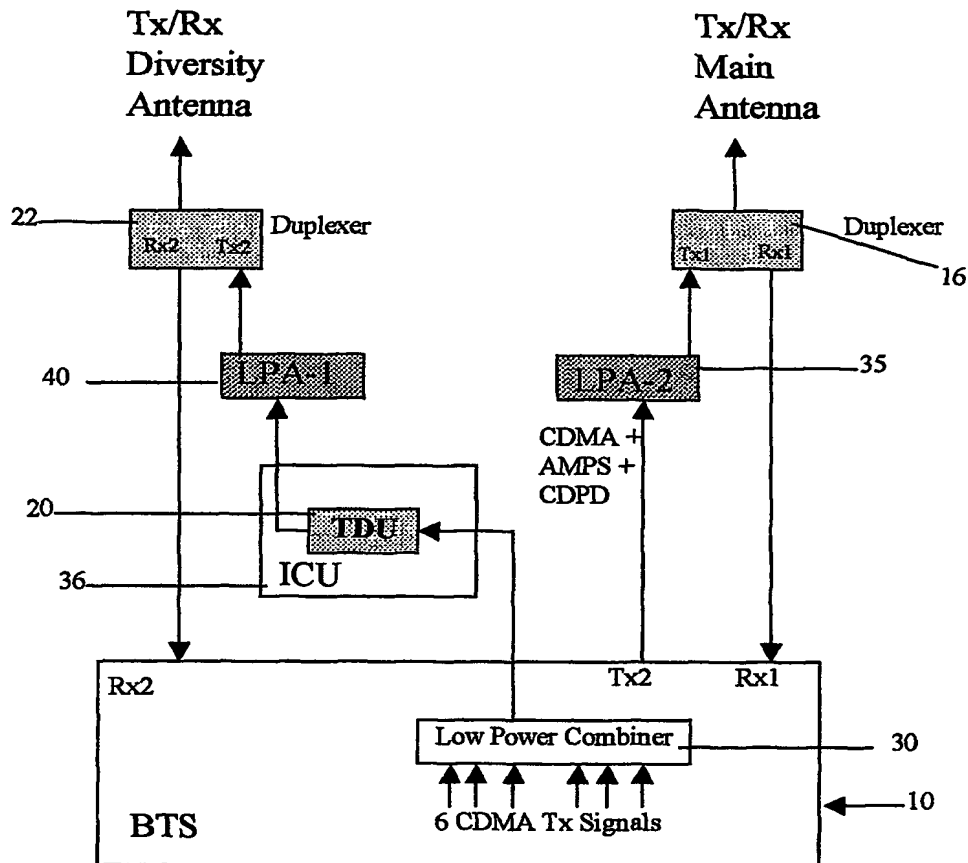 Tx/Rx
Diversity
Antenna
Tx/Rx
Main
Antenna
22
Rx2 Tx2
Duplexer
Tx1 Rx1
Duplexer
16
40
LPA-1
LPA-2
35
CDMA +
AMPS +
CDPD
20
TDU
36
ICU
Rx2
Tx2
Rx1
Low Power Combiner
30
6 CDMA Tx Signals
10
BTS